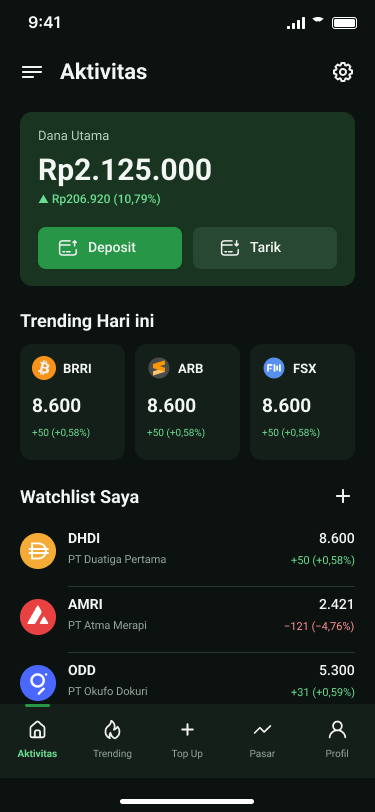 9:41
Aktivitas
Dana Utama
Rp2.125.000
▲ Rp206.920 (10,79%)
Deposit Tarik
Trending Hari ini
BRRI ARB FSX
8.600 8.600 8.600
+50 (+0,58%) +50 (+0,58%) +50 (+0,58%)
Watchlist Saya
DHDI 8.600
PT Duatiga Pertama +50 (+0,58%)
AMRI 2.421
PT Atma Merapi −121 (−4,76%)
ODD 5.300
PT Okufo Dokuri +31 (+0,59%)
Aktivitas Trending Top Up Pasar Profil